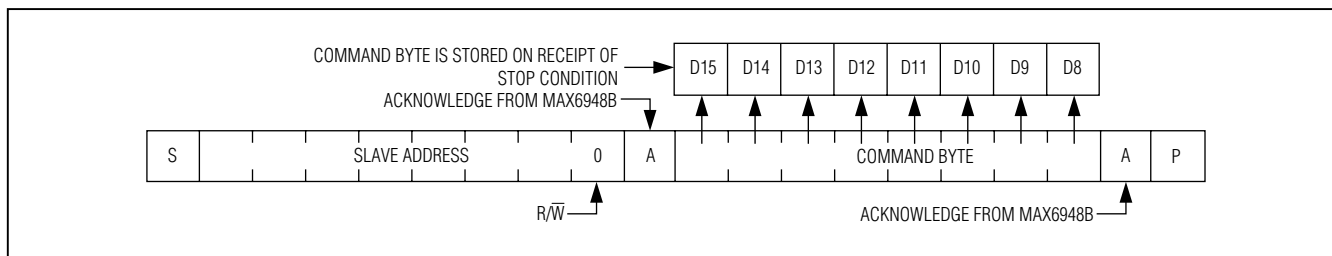 COMMAND BYTE IS STORED ON RECEIPT OF
STOP CONDITION
D15 D14 D13 D12 D11 D10 D9 D8
ACKNOWLEDGE FROM MAX6948B
S SLAVE ADDRESS 0 A COMMAND BYTE A P
R/W̅ ACKNOWLEDGE FROM MAX6948B